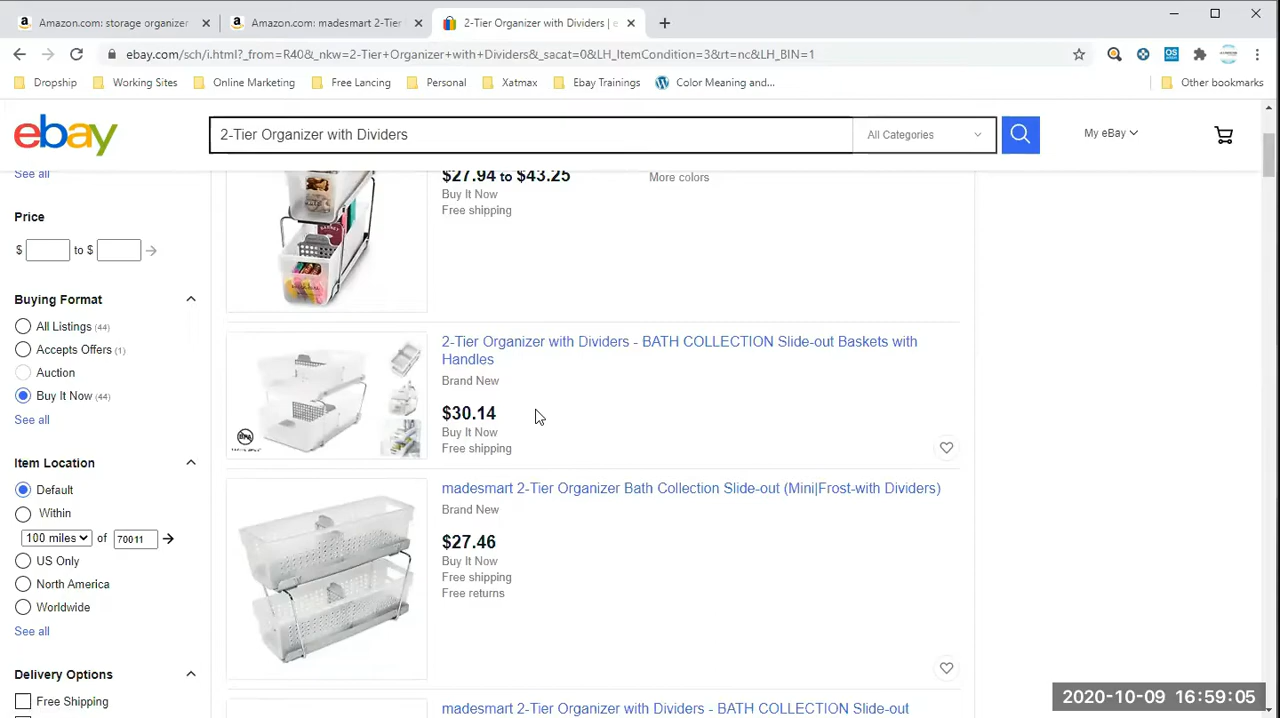 Amazon.com: storage organizer
Amazon.com: madesmart 2-Tier
2-Tier Organizer with Dividers | e
ebay.com/sch/i.html?_from=R40&_nkw=2-Tier+Organizer+with+Dividers&_sacat=0&LH_ItemCondition=3&rt=nc&LH_BIN=1
Dropship
Working Sites
Online Marketing
Free Lancing
Personal
Xatmax
Ebay Trainings
Color Meaning and...
Other bookmarks
ebay
2-Tier Organizer with Dividers
All Categories
My eBay
See all
Price
$ to $
Buying Format
All Listings (44)
Accepts Offers (1)
Auction
Buy It Now (44)
See all
Item Location
Default
Within
100 miles of 70011
US Only
North America
Worldwide
See all
Delivery Options
Free Shipping
$27.94 to $43.25
More colors
Buy It Now
Free shipping
2-Tier Organizer with Dividers - BATH COLLECTION Slide-out Baskets with
Handles
Brand New
$30.14
Buy It Now
Free shipping
madesmart 2-Tier Organizer Bath Collection Slide-out (Mini|Frost-with Dividers)
Brand New
$27.46
Buy It Now
Free shipping
Free returns
madesmart 2-Tier Organizer with Dividers - BATH COLLECTION Slide-out
2020-10-09 16:59:05